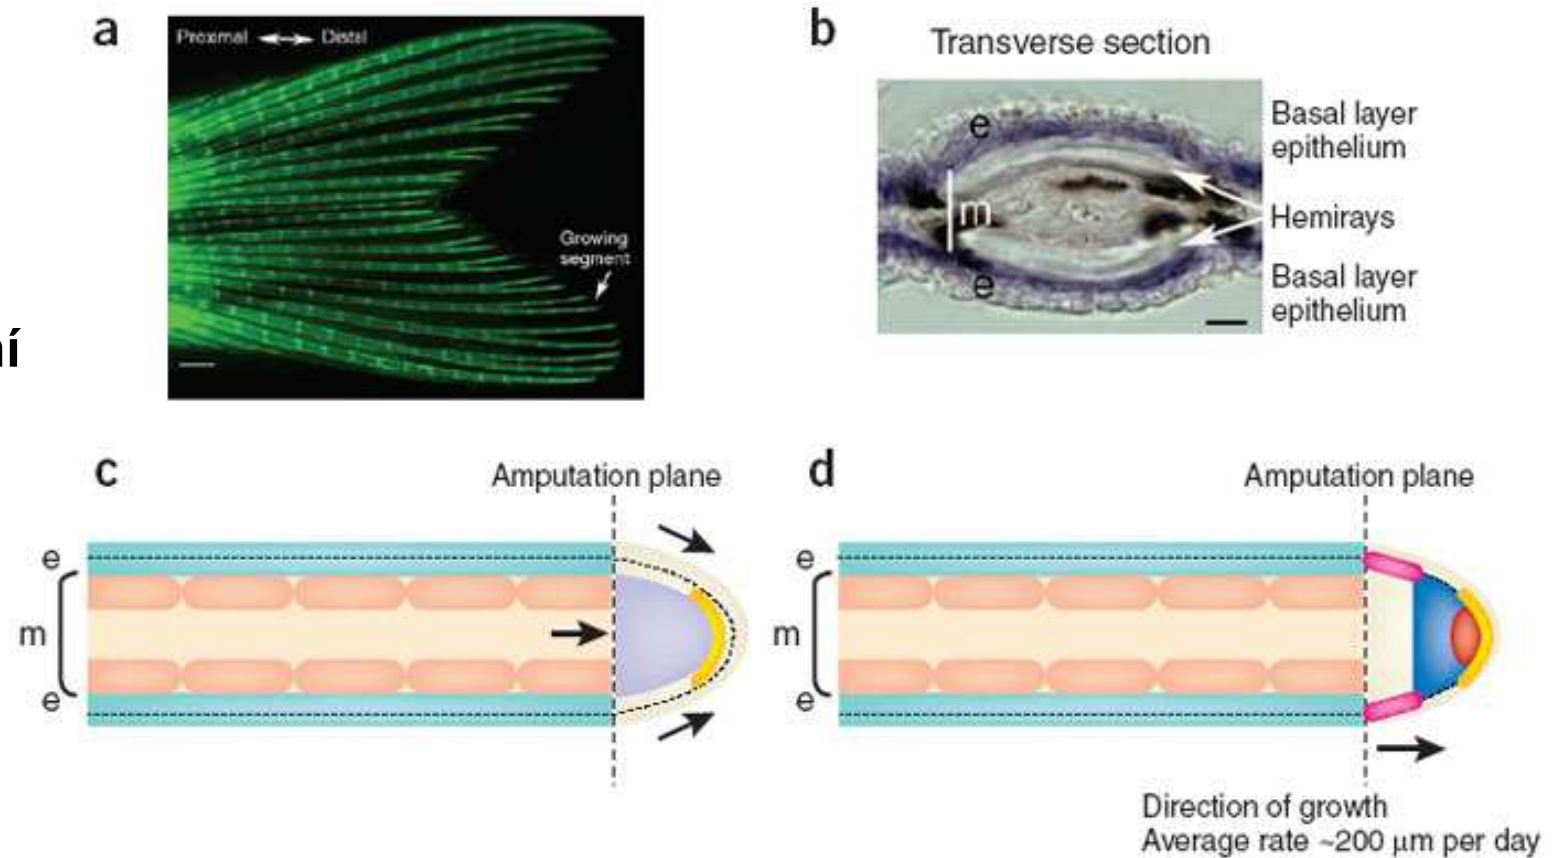 a
Proximal Distal
Growing
segment
ní
b
Transverse section
e
m
e
Basal layer
epithelium
Hemirays
Basal layer
epithelium
c
Amputation plane
e
m
e
d
Amputation plane
e
m
e
Direction of growth
Average rate ~200 µm per day